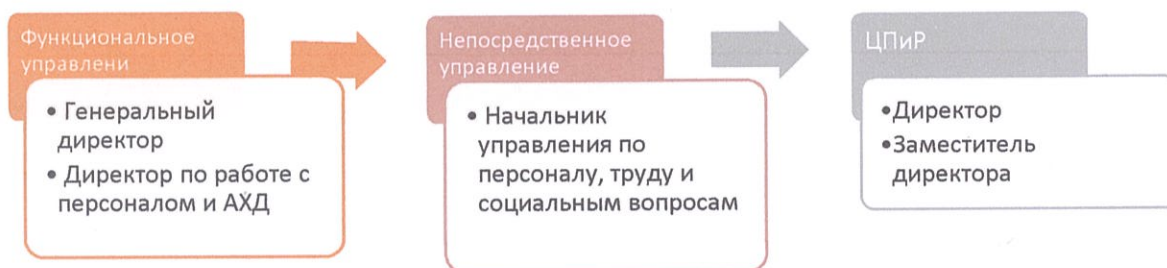 Функциональное
управлени
• Генеральный
директор
• Директор по работе с
персоналом и АХД
Непосредственное
управление
• Начальник
управления по
персоналу, труду и
социальным вопросам
ЦПиР
•Директор
•Заместитель
директора